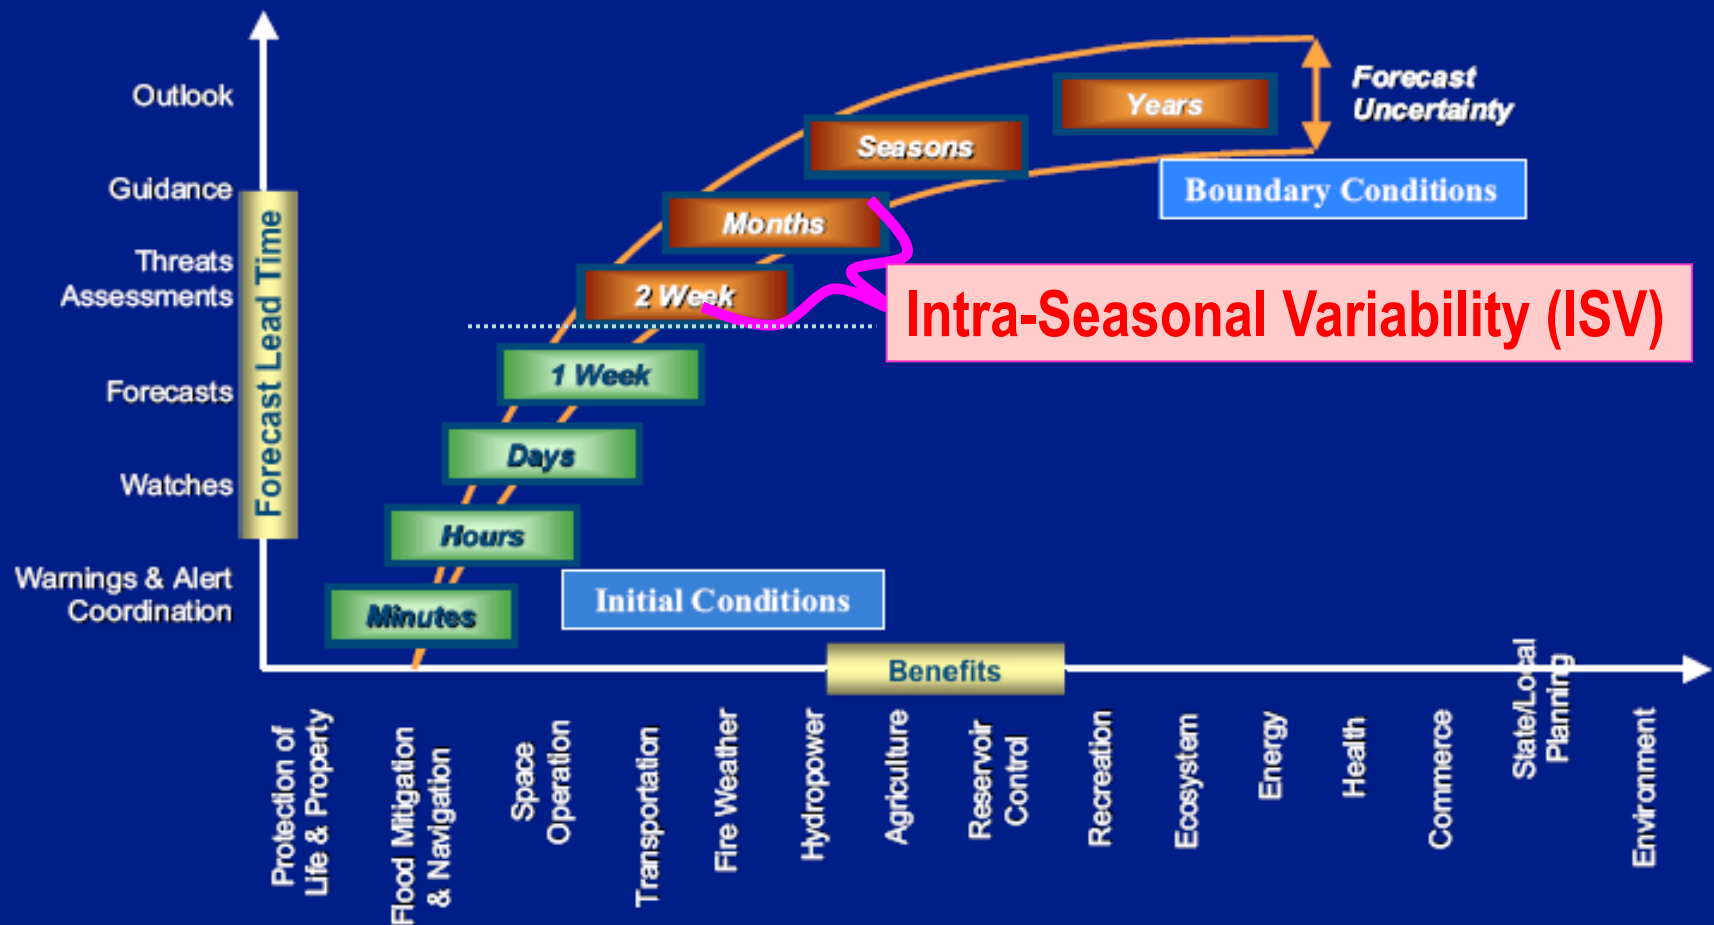 Outlook
Guidance
Threats
Assessments
Forecasts
Watches
Warnings & Alert
Coordination
Forecast Lead Time
Years
Seasons
Months
2 Week
1 Week
Days
Hours
Minutes
Forecast
Uncertainty
Boundary Conditions
Intra-Seasonal Variability (ISV)
Initial Conditions
Benefits
Protection of
Life & Property
Flood Mitigation
& Navigation
Space
Operation
Transportation
Fire Weather
Hydropower
Agriculture
Reservoir
Control
Recreation
Ecosystem
Energy
Health
Commerce
State/Local
Planning
Environment